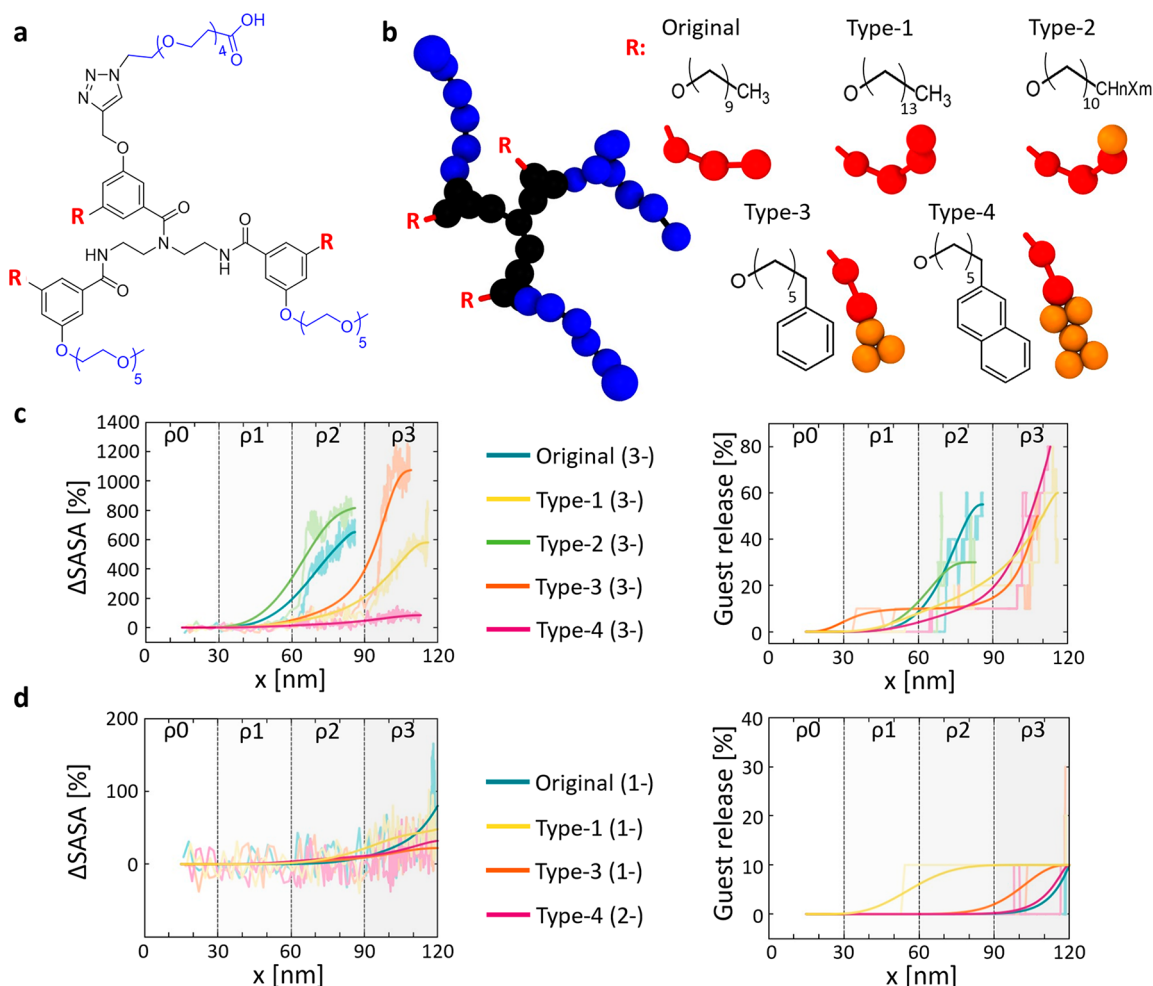 a
OH
O
O
4
N
N
N
O
R
O
R
NH
N
NH
O
R
O
O
O
5
O
O
5
b
R:
Original
Type-1
Type-2
O
9
CH3
O
13
CH3
O
10
CHnXm
R
R
R
Type-3
Type-4
O
5
O
5
c
ρ0 ρ1 ρ2 ρ3
1400
1200
1000
800
600
400
200
0
ΔSASA [%]
0 30 60 90 120
x [nm]
Original (3-)
Type-1 (3-)
Type-2 (3-)
Type-3 (3-)
Type-4 (3-)
ρ0 ρ1 ρ2 ρ3
80
60
40
20
0
Guest release [%]
0 30 60 90 120
x [nm]
d
ρ0 ρ1 ρ2 ρ3
200
100
0
ΔSASA [%]
0 30 60 90 120
x [nm]
Original (1-)
Type-1 (1-)
Type-3 (1-)
Type-4 (2-)
ρ0 ρ1 ρ2 ρ3
40
30
20
10
0
Guest release [%]
0 30 60 90 120
x [nm]